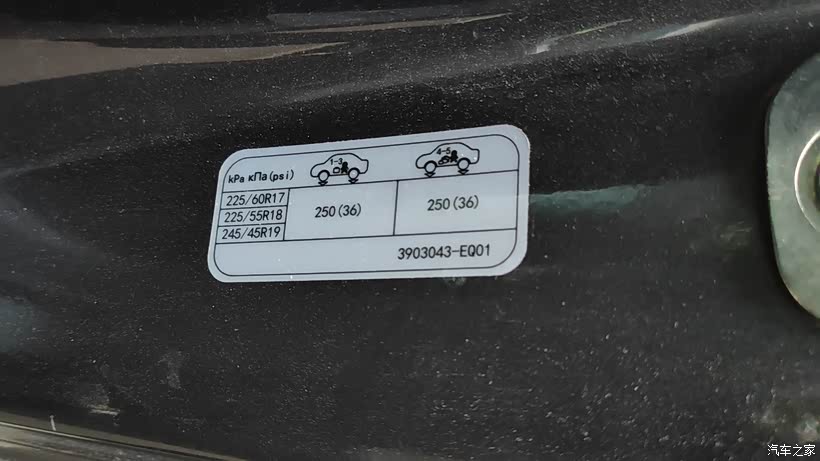 kPa кПа(psi)
1-3
4-5
225/60R17
225/55R18
245/45R19
250(36)
250(36)
3903043-EQ01
汽车之家